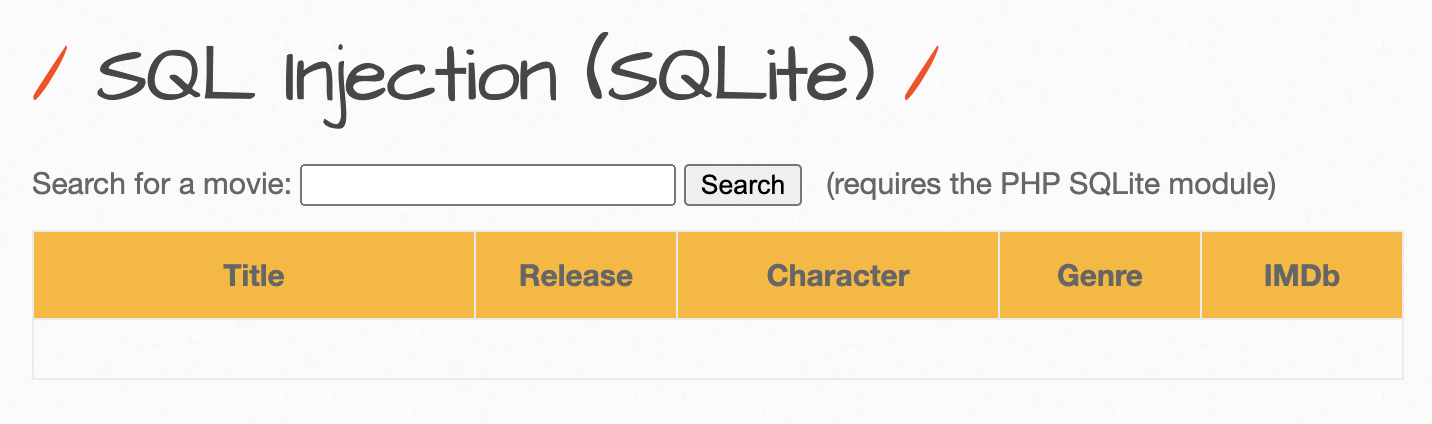 / SQL Injection (SQLite) /
Search for a movie: Search (requires the PHP SQLite module)
Title Release Character Genre IMDb